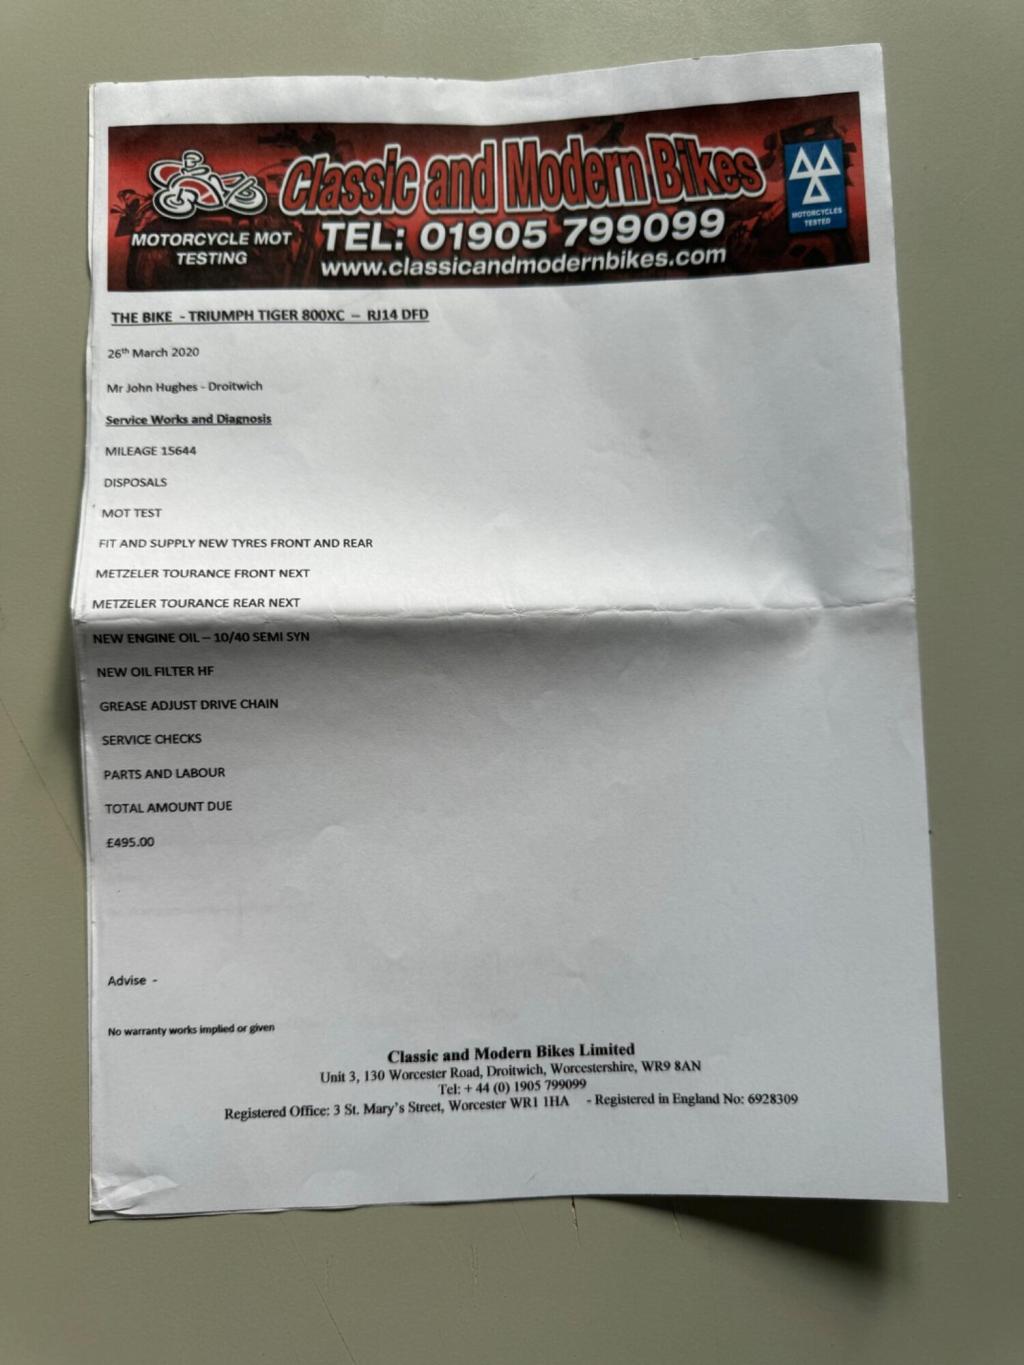 Classic and Modern Bikes
MOTORCYCLE MOT
TESTING
TEL: 01905 799099
www.classicandmodernbikes.com
MOTORCYCLES
TESTED
THE BIKE - TRIUMPH TIGER 800XC – RJ14 DFD
26th March 2020
Mr John Hughes - Droitwich
Service Works and Diagnosis
MILEAGE 15644
DISPOSALS
MOT TEST
FIT AND SUPPLY NEW TYRES FRONT AND REAR
METZELER TOURANCE FRONT NEXT
METZELER TOURANCE REAR NEXT
NEW ENGINE OIL – 10/40 SEMI SYN
NEW OIL FILTER HF
GREASE ADJUST DRIVE CHAIN
SERVICE CHECKS
PARTS AND LABOUR
TOTAL AMOUNT DUE
£495.00
Advise -
No warranty works implied or given
Classic and Modern Bikes Limited
Unit 3, 130 Worcester Road, Droitwich, Worcestershire, WR9 8AN
Tel: + 44 (0) 1905 799099
Registered Office: 3 St. Mary's Street, Worcester WR1 1HA - Registered in England No: 6928309